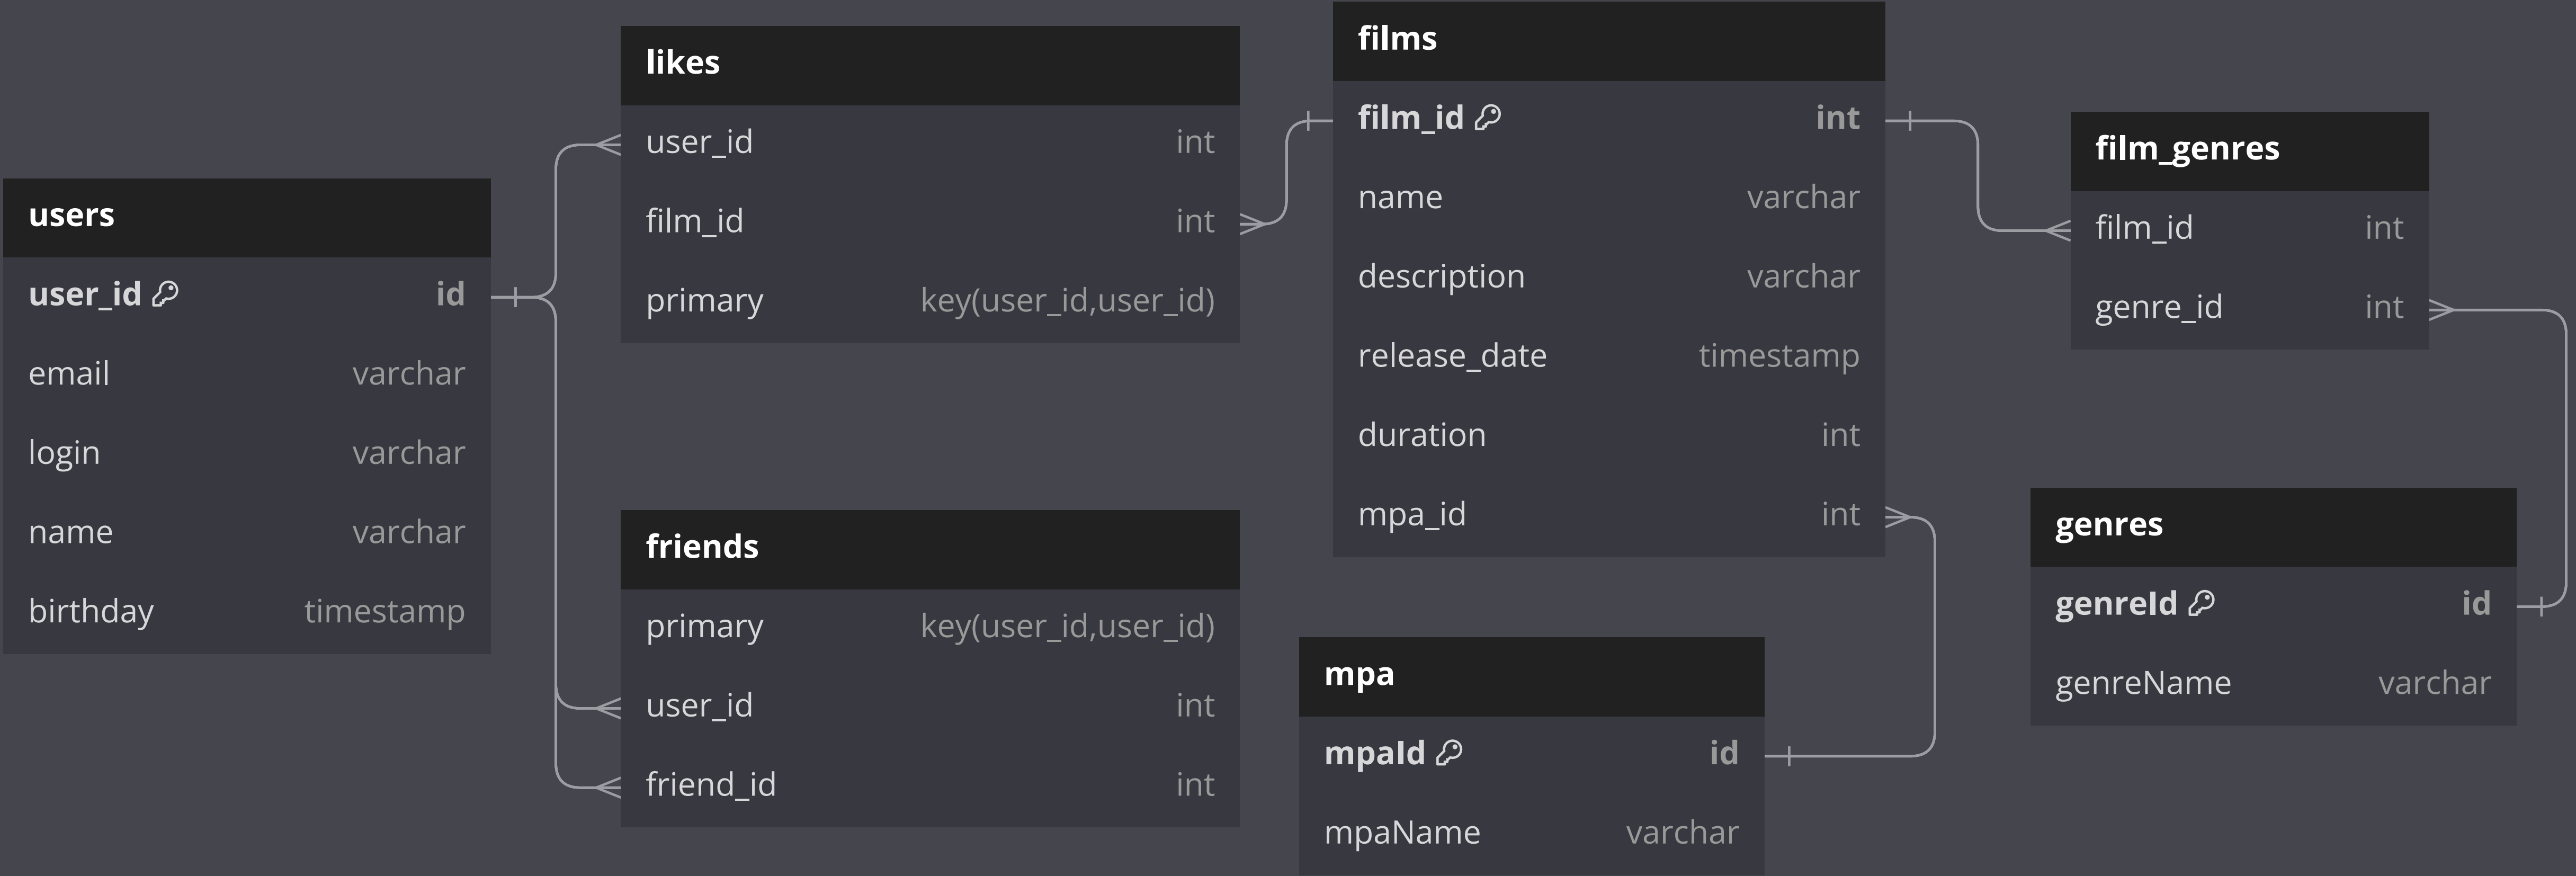 users
user_id id
email varchar
login varchar
name varchar
birthday timestamp
likes
user_id int
film_id int
primary key(user_id,user_id)
friends
primary key(user_id,user_id)
user_id int
friend_id int
films
film_id int
name varchar
description varchar
release_date timestamp
duration int
mpa_id int
mpa
mpaId id
mpaName varchar
film_genres
film_id int
genre_id int
genres
genreId id
genreName varchar